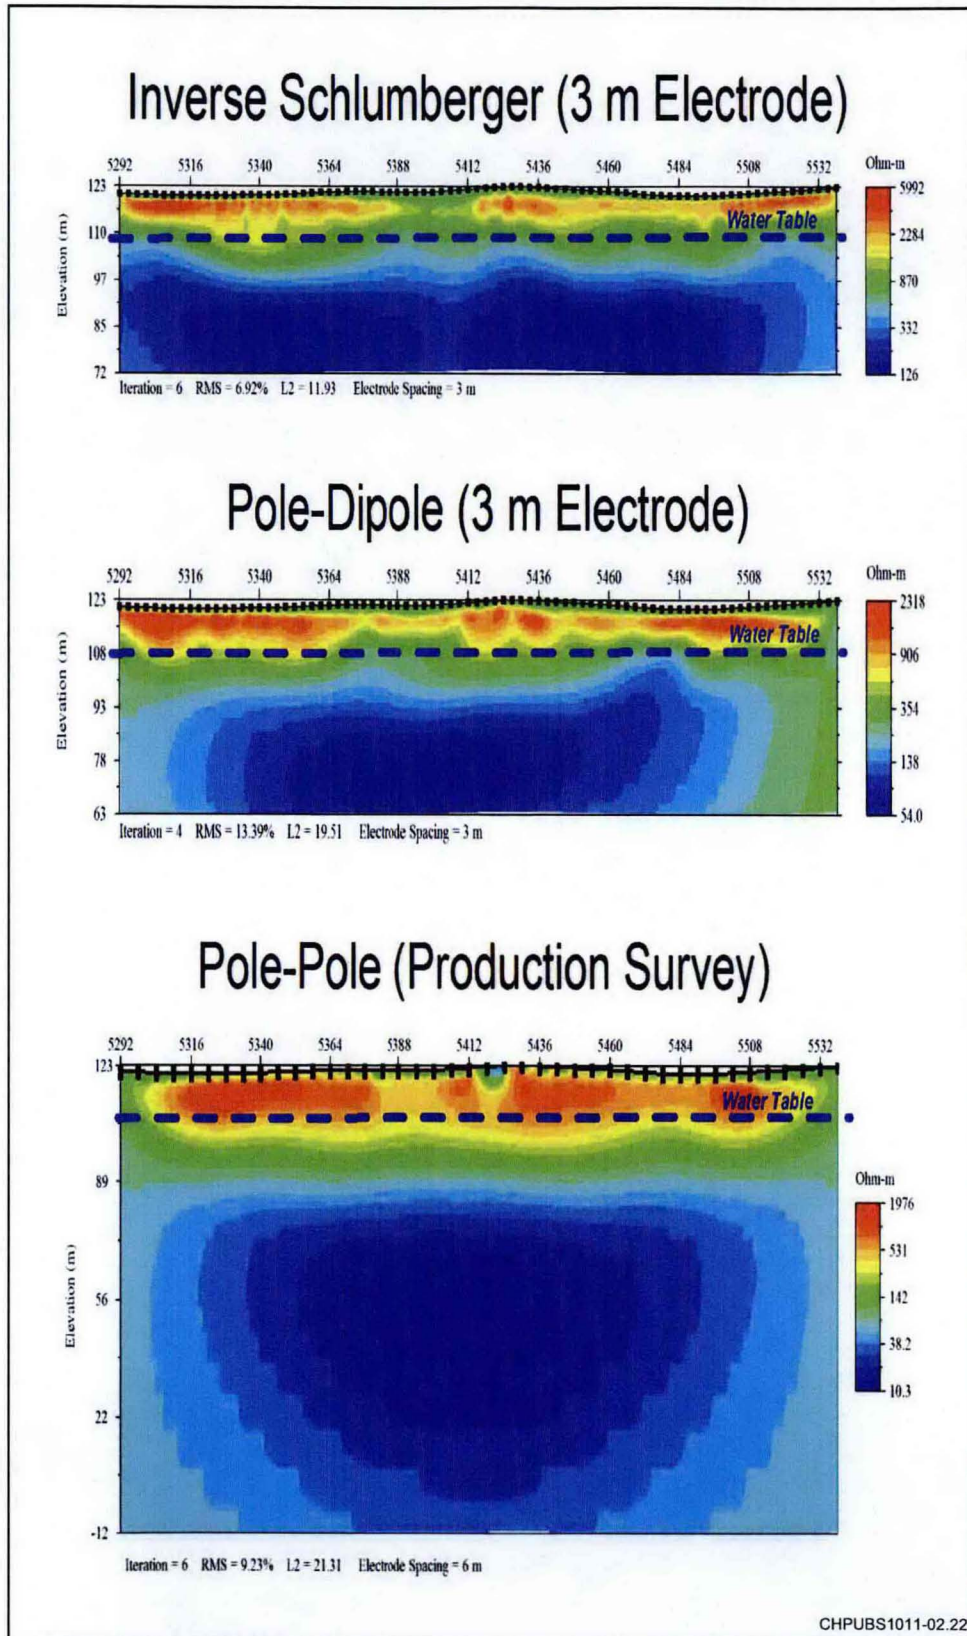 Inverse Schlumberger (3 m Electrode)
5292 5316 5340 5364 5388 5412 5436 5460 5484 5508 5532
Ohm-m
Elevation (m)
123
110
97
85
72
Water Table
5992
2284
870
332
126
Iteration = 6 RMS = 6.92% L2 = 11.93 Electrode Spacing = 3 m
Pole-Dipole (3 m Electrode)
5292 5316 5340 5364 5388 5412 5436 5460 5484 5508 5532
Ohm-m
Elevation (m)
123
108
93
78
63
Water Table
2318
906
354
138
54.0
Iteration = 4 RMS = 13.39% L2 = 19.51 Electrode Spacing = 3 m
Pole-Pole (Production Survey)
5292 5316 5340 5364 5388 5412 5436 5460 5484 5508 5532
Elevation (m)
123
89
56
22
-12
Water Table
Ohm-m
1976
531
142
38.2
10.3
Iteration = 6 RMS = 9.23% L2 = 21.31 Electrode Spacing = 6 m
CHPUBS1011-02.22